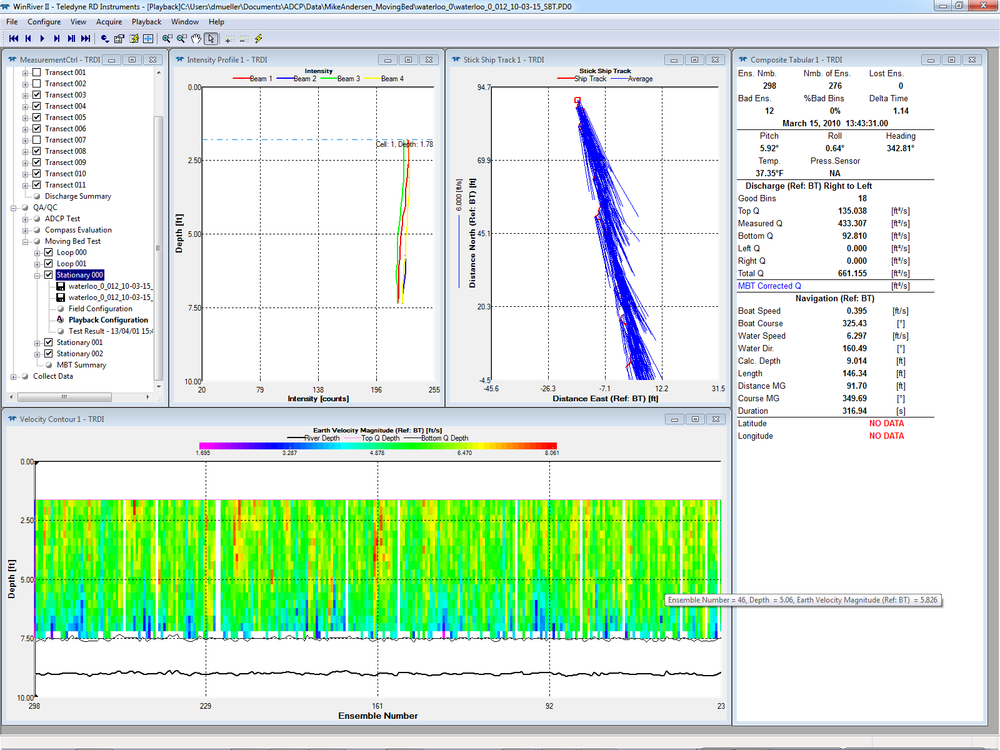 WinRiver II - Teledyne RD Instruments - [Playback]C:\Users\dmueller\Documents\ADCP\Data\MikeAndersen_MovingBed\waterloo_0\waterloo_0_012_10-03-15_SBT.PD0
File Configure View Acquire Playback Window Help
MeasurementCtrl - TRDI
Transect 001
Transect 002
Transect 003
Transect 004
Transect 005
Transect 006
Transect 007
Transect 008
Transect 009
Transect 010
Transect 011
Discharge Summary
QA/QC
ADCP Test
Compass Evaluation
Moving Bed Test
Loop 000
Loop 001
Stationary 000
waterloo_0_012_10-03-15_
waterloo_0_012_10-03-15_
Field Configuration
Playback Configuration
Test Result - 13/04/01 15:4
Stationary 001
Stationary 002
MBT Summary
Collect Data
Intensity Profile 1 - TRDI
Intensity
Beam 1 Beam 2 Beam 3 Beam 4
0.00
Cell: 1, Depth: 1.78
2.50
5.00
7.50
10.00
Depth [ft]
20 79 138 196 255
Intensity [counts]
Stick Ship Track 1 - TRDI
Stick Ship Track
Ship Track Average
94.7
69.9
45.1
20.3
-4.5
6.000 [ft/s]
Distance North (Ref: BT) [ft]
-45.6 -26.3 -7.1 12.2 31.5
Distance East (Ref: BT) [ft]
Composite Tabular 1 - TRDI
Ens. Nmb. Nmb. of Ens. Lost Ens.
298 276 0
Bad Ens. %Bad Bins Delta Time
12 0% 1.14
March 15, 2010 13:43:31.00
Pitch Roll Heading
5.92° 0.64° 342.81°
Temp. Press.Sensor
37.35°F NA
Discharge (Ref: BT) Right to Left
Good Bins 18
Top Q 135.038 [ft³/s]
Measured Q 433.307 [ft³/s]
Bottom Q 92.810 [ft³/s]
Left Q 0.000 [ft³/s]
Right Q 0.000 [ft³/s]
Total Q 661.155 [ft³/s]
MBT Corrected Q [ft³/s]
Navigation (Ref: BT)
Boat Speed 0.395 [ft/s]
Boat Course 325.43 [°]
Water Speed 6.297 [ft/s]
Water Dir. 160.49 [°]
Calc. Depth 9.014 [ft]
Length 146.34 [ft]
Distance MG 91.70 [ft]
Course MG 349.69 [°]
Duration 316.94 [s]
Latitude NO DATA
Longitude NO DATA
Velocity Contour 1 - TRDI
Earth Velocity Magnitude (Ref: BT) [ft/s]
River Depth Top Q Depth Bottom Q Depth
1.695 3.287 4.878 6.470 8.061
0.00
2.50
5.00
7.50
10.00
Depth [ft]
Ensemble Number = 46, Depth = 5.06, Earth Velocity Magnitude (Ref: BT) = 5.826
298 229 161 92 23
Ensemble Number